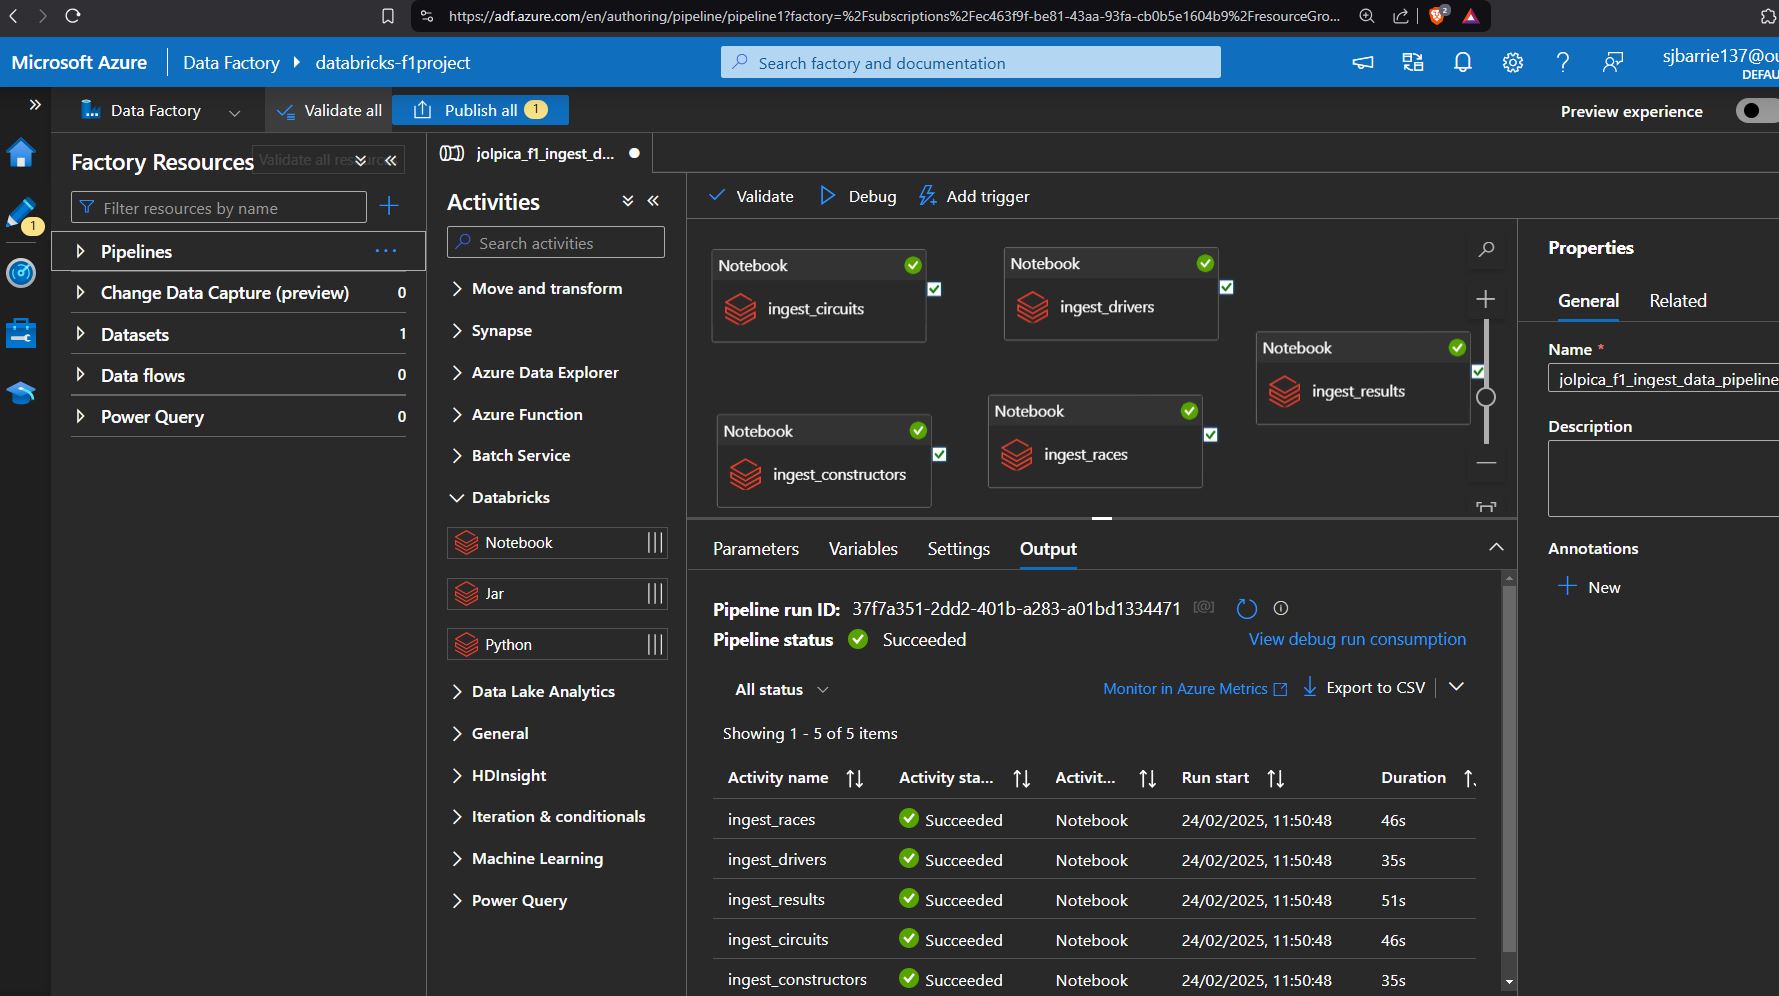 https://adf.azure.com/en/authoring/pipeline/pipeline1?factory=%2Fsubscriptions%2Fec463f9f-be81-43aa-93fa-cb0b5e1604b9%2FresourceGro...
2
Microsoft Azure
Data Factory
databricks-f1project
Search factory and documentation
sjbarrie137@ou
DEFAU
Data Factory
Validate all
Publish all
1
Preview experience
Factory Resources
Validate all resourc
Filter resources by name
1
Pipelines
Change Data Capture (preview)
0
Datasets
1
Data flows
0
Power Query
0
jolpica_f1_ingest_d...
Activities
Search activities
Move and transform
Synapse
Azure Data Explorer
Azure Function
Batch Service
Databricks
Notebook
Jar
Python
Data Lake Analytics
General
HDInsight
Iteration & conditionals
Machine Learning
Power Query
Validate
Debug
Add trigger
Notebook
ingest_circuits
Notebook
ingest_drivers
Notebook
ingest_results
Notebook
ingest_constructors
Notebook
ingest_races
Parameters
Variables
Settings
Output
Pipeline run ID: 37f7a351-2dd2-401b-a283-a01bd1334471
Pipeline status
Succeeded
View debug run consumption
All status
Monitor in Azure Metrics
Export to CSV
Showing 1 - 5 of 5 items
Activity name
Activity sta...
Activit...
Run start
Duration
ingest_races Succeeded Notebook 24/02/2025, 11:50:48 46s
ingest_drivers Succeeded Notebook 24/02/2025, 11:50:48 35s
ingest_results Succeeded Notebook 24/02/2025, 11:50:48 51s
ingest_circuits Succeeded Notebook 24/02/2025, 11:50:48 46s
ingest_constructors Succeeded Notebook 24/02/2025, 11:50:48 35s
Properties
General
Related
Name *
jolpica_f1_ingest_data_pipeline
Description
Annotations
New